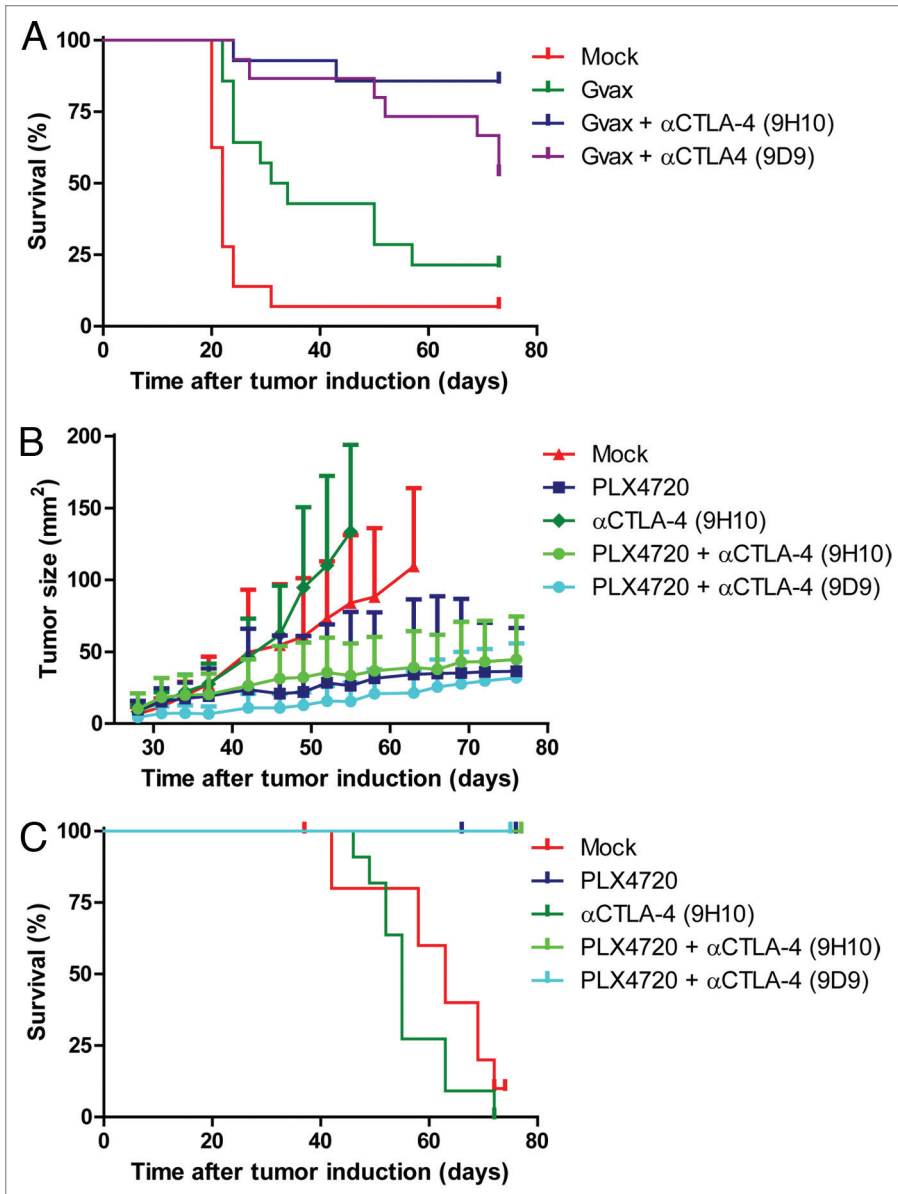 A
100
75
50
25
0
Survival (%)
0 20 40 60 80
Time after tumor induction (days)
Mock
Gvax
Gvax + αCTLA-4 (9H10)
Gvax + αCTLA4 (9D9)
B
200
150
100
50
0
Tumor size (mm²)
30 40 50 60 70 80
Time after tumor induction (days)
Mock
PLX4720
αCTLA-4 (9H10)
PLX4720 + αCTLA-4 (9H10)
PLX4720 + αCTLA-4 (9D9)
C
100
75
50
25
0
Survival (%)
0 20 40 60 80
Time after tumor induction (days)
Mock
PLX4720
αCTLA-4 (9H10)
PLX4720 + αCTLA-4 (9H10)
PLX4720 + αCTLA-4 (9D9)